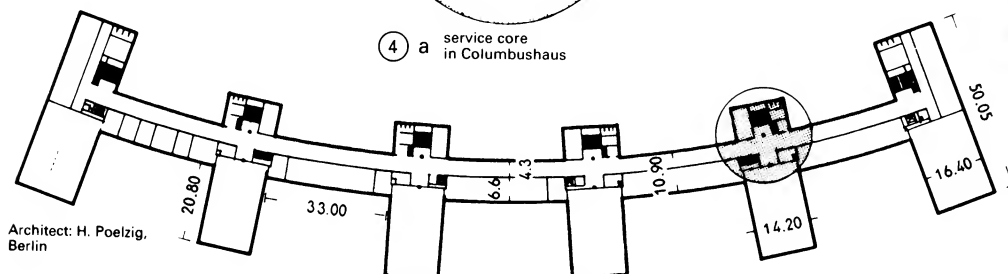 4 a service core
in Columbushaus
50.05
16.40
14.20
10.90
4.3
6.6
33.00
20.80
Architect: H. Poelzig,
Berlin